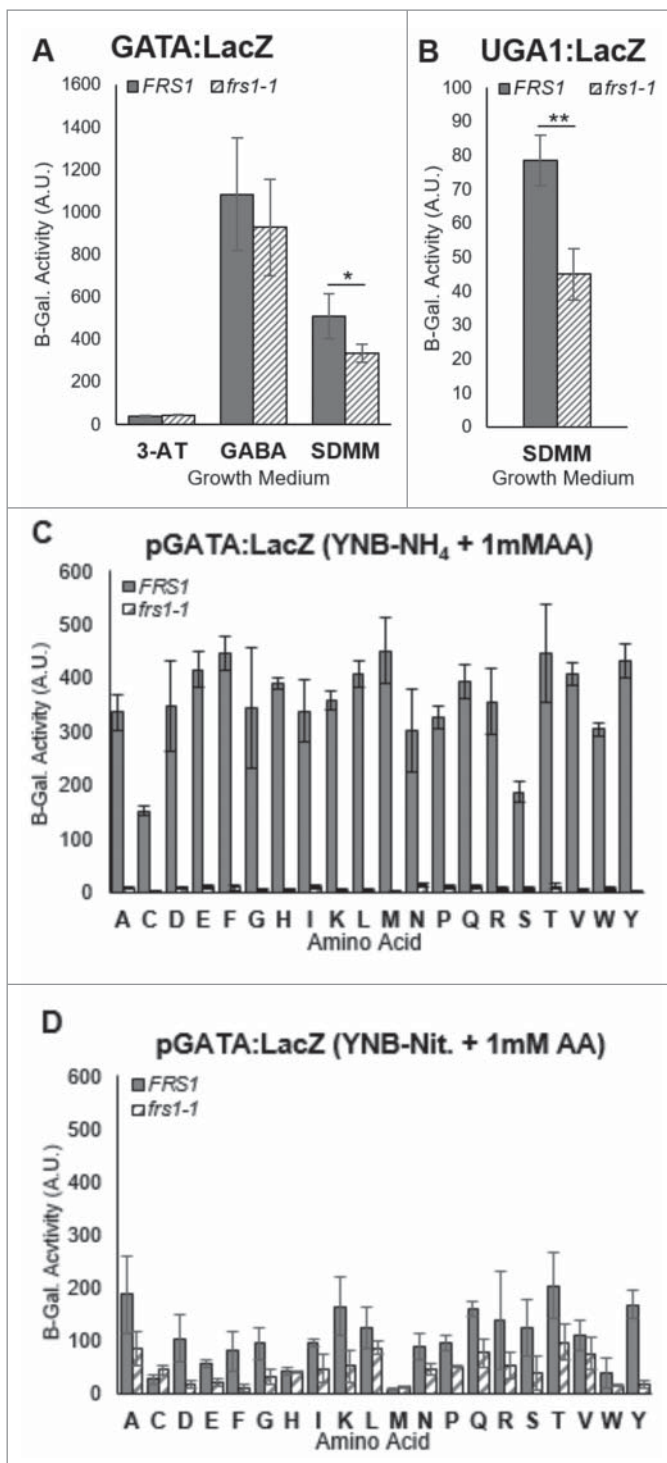 A GATA:LacZ
FRS1 frs1-1
1600
1400
1200
1000
800
600
400
200
0
B-Gal. Activity (A.U.)
*
3-AT GABA SDMM
Growth Medium
B UGA1:LacZ
FRS1 frs1-1
100
90
80
70
60
50
40
30
20
10
0
B-Gal. Activity (A.U.)
**
SDMM
Growth Medium
C
pGATA:LacZ (YNB-NH₄ + 1mMAA)
FRS1
frs1-1
600
500
400
300
200
100
0
B-Gal. Activity (A.U.)
A C D E F G H I K L M N P Q R S T V W Y
Amino Acid
D
pGATA:LacZ (YNB-Nit. + 1mM AA)
FRS1
frs1-1
600
500
400
300
200
100
0
B-Gal. Acvtivity (A.U.)
A C D E F G H I K L M N P Q R S T V W Y
Amino Acid